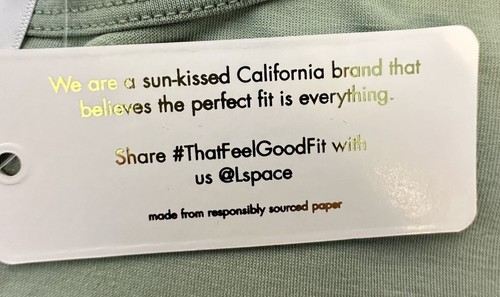 We are a sun-kissed California brand that
believes the perfect fit is everything.
Share #ThatFeelGoodFit with
us @Lspace
made from responsibly sourced paper